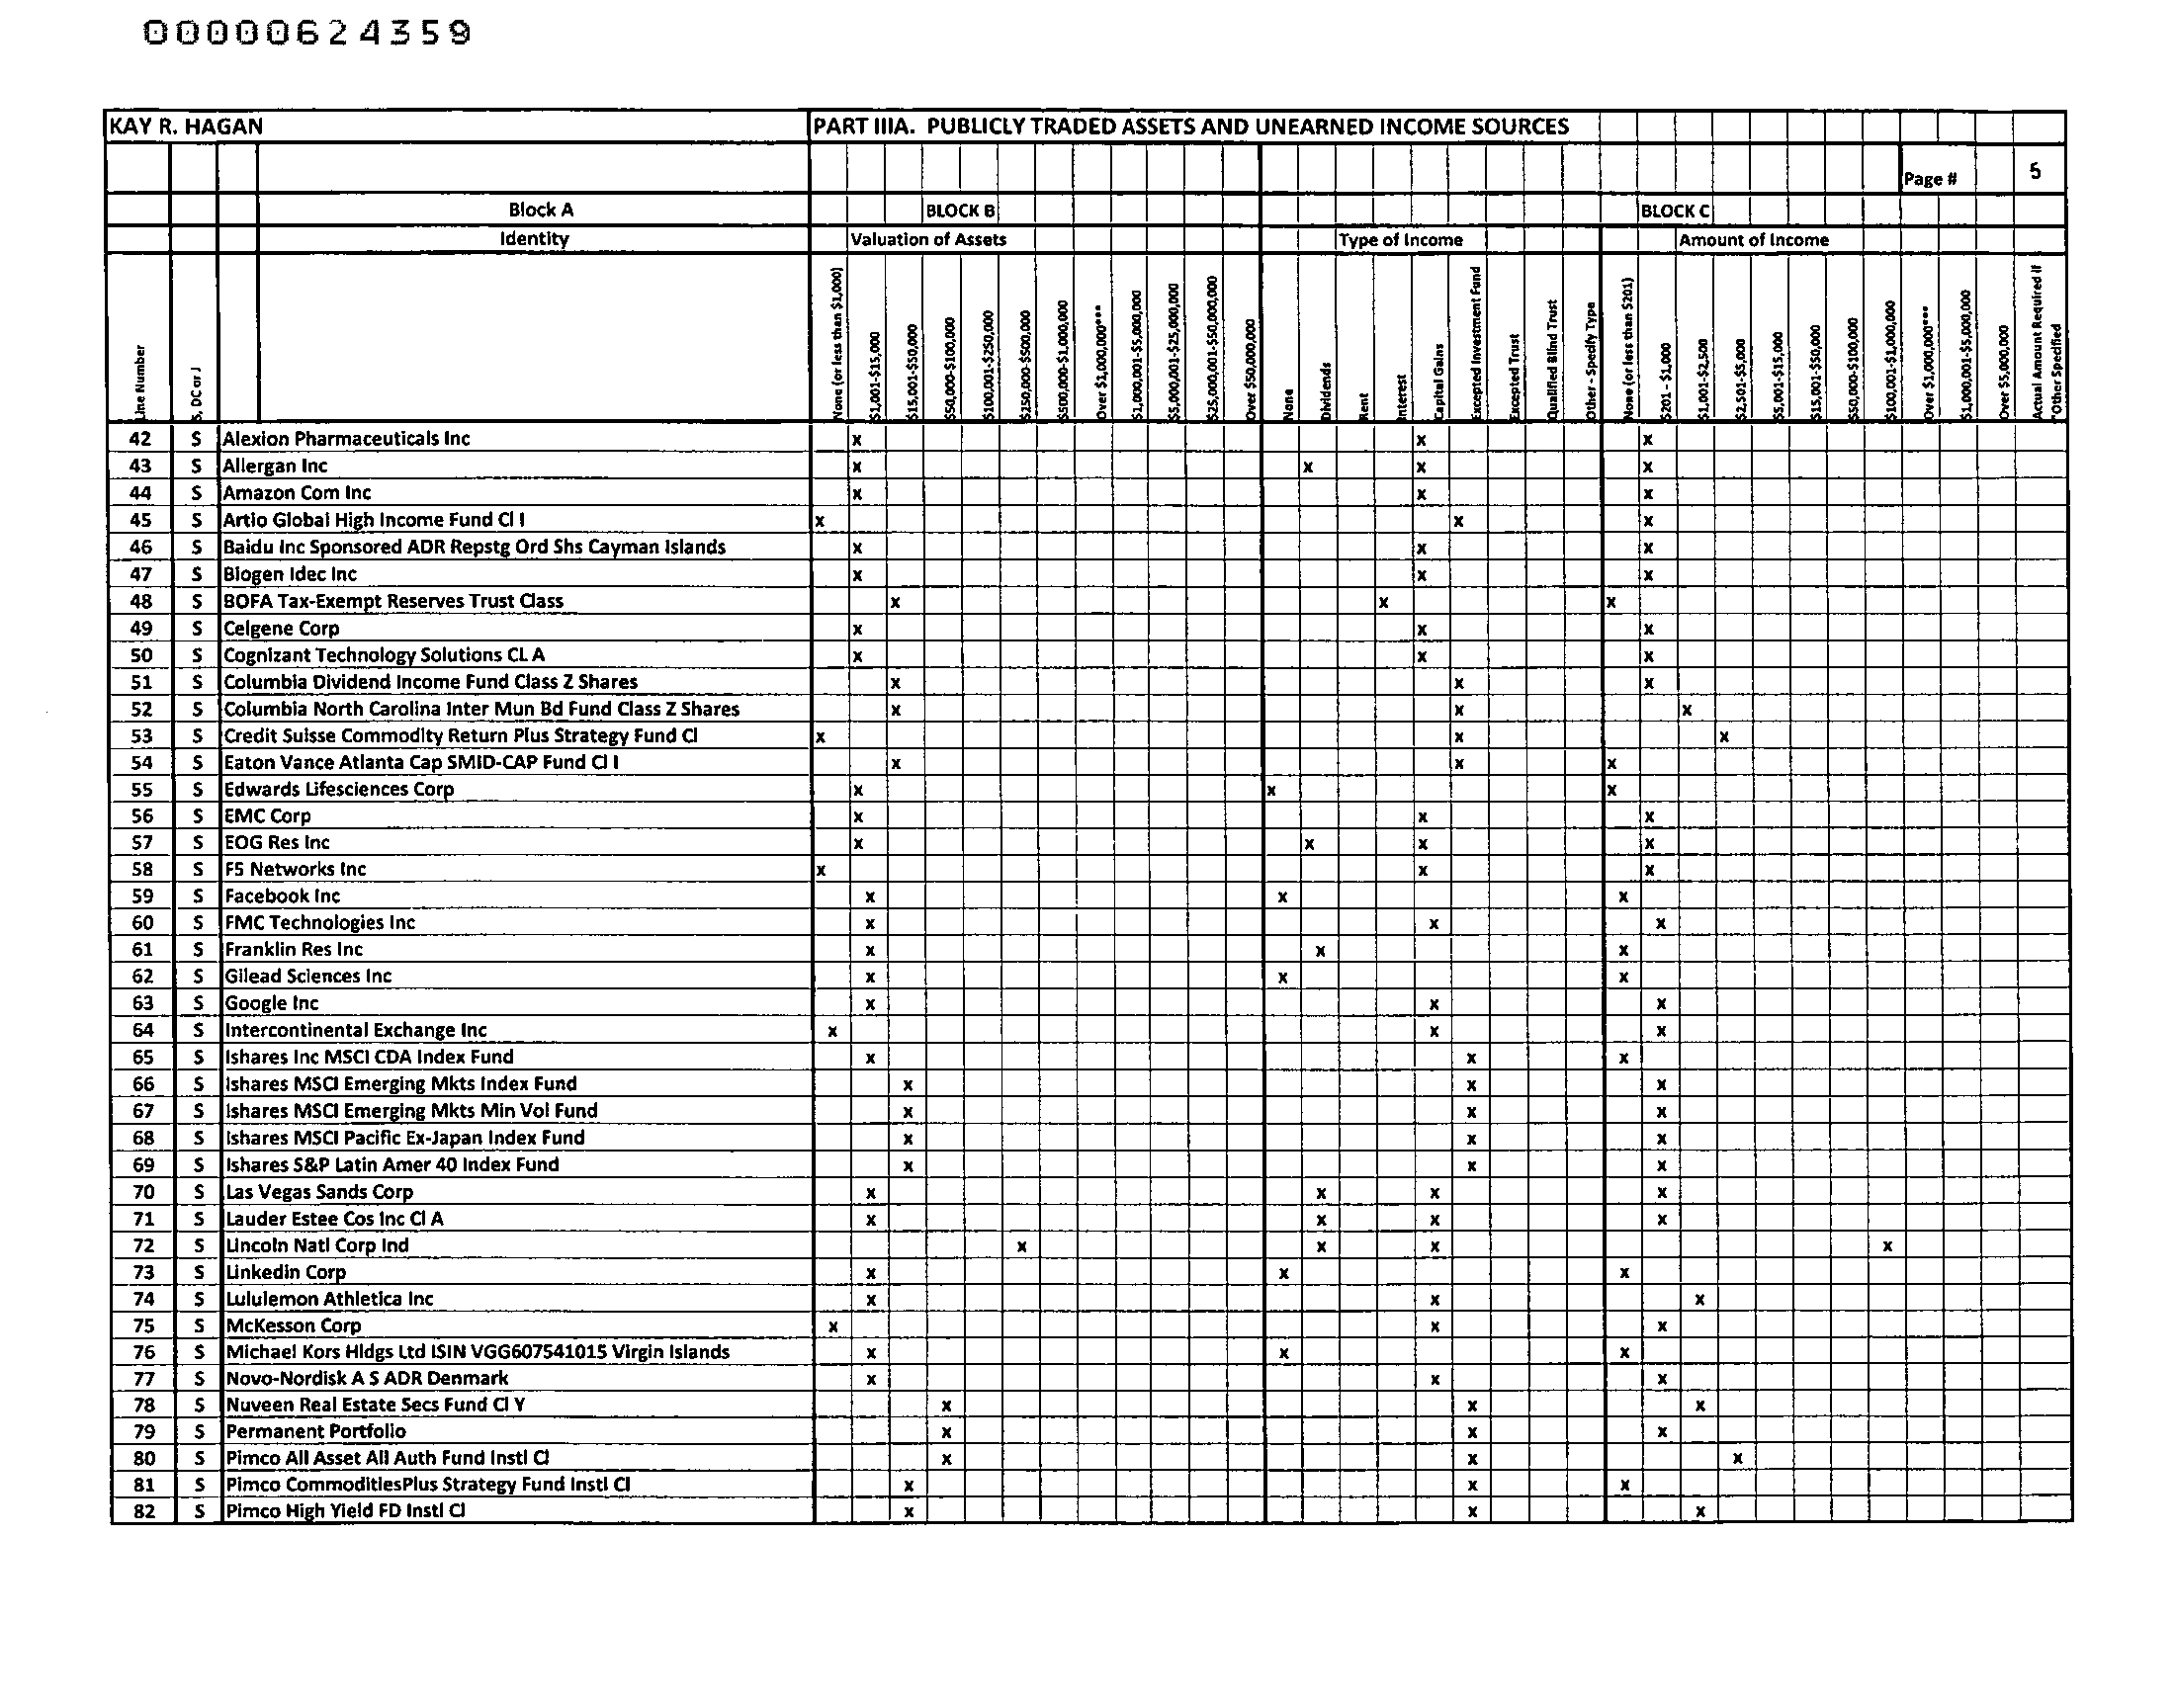 00000624359
KAY R. HAGAN PART IIIA. PUBLICLY TRADED ASSETS AND UNEARNED INCOME SOURCES
Page # 5
Block A BLOCK B BLOCK C
Identity Valuation of Assets Type of Income Amount of Income
Line Number
S, DC or J
None (or less than $1,000)
$1,001-$15,000
$15,001-$50,000
$50,000-$100,000
$100,001-$250,000
$250,000-$500,000
$500,000-$1,000,000
Over $1,000,000***
$1,000,001-$5,000,000
$5,000,001-$25,000,000
$25,000,001-$50,000,000
Over $50,000,000
None
Dividends
Rent
Interest
Capital Gains
Excepted Investment Fund
Excepted Trust
Qualified Blind Trust
Other - Specify Type
None (or less than $201)
$201 - $1,000
$1,001-$2,500
$2,501-$5,000
$5,001-$15,000
$15,001-$50,000
$50,000-$100,000
$100,001-$1,000,000
Over $1,000,000***
$1,000,001-$5,000,000
Over $5,000,000
Actual Amount Required if
"Other Specified
42 S Alexion Pharmaceuticals Inc x x x
43 S Allergan Inc x x x x
44 S Amazon Com Inc x x x
45 S Artio Global High Income Fund Cl I x x x
46 S Baidu Inc Sponsored ADR Repstg Ord Shs Cayman Islands x x x
47 S Biogen Idec Inc x x x
48 S BOFA Tax-Exempt Reserves Trust Class x x x
49 S Celgene Corp x x x
50 S Cognizant Technology Solutions CL A x x x
51 S Columbia Dividend Income Fund Class Z Shares x x x
52 S Columbia North Carolina Inter Mun Bd Fund Class Z Shares x x x
53 S Credit Suisse Commodity Return Plus Strategy Fund Cl x x x
54 S Eaton Vance Atlanta Cap SMID-CAP Fund Cl I x x x
55 S Edwards Lifesciences Corp x x x
56 S EMC Corp x x x
57 S EOG Res Inc x x x x
58 S F5 Networks Inc x x x
59 S Facebook Inc x x x
60 S FMC Technologies Inc x x x
61 S Franklin Res Inc x x x
62 S Gilead Sciences Inc x x x
63 S Google Inc x x x
64 S Intercontinental Exchange Inc x x x
65 S Ishares Inc MSCI CDA Index Fund x x x
66 S Ishares MSCI Emerging Mkts Index Fund x x x
67 S Ishares MSCI Emerging Mkts Min Vol Fund x x x
68 S Ishares MSCI Pacific Ex-Japan Index Fund x x x
69 S Ishares S&P Latin Amer 40 Index Fund x x x
70 S Las Vegas Sands Corp x x x x
71 S Lauder Estee Cos Inc Cl A x x x x
72 S Lincoln Natl Corp Ind x x x x
73 S Linkedin Corp x x x
74 S Lululemon Athletica Inc x x x
75 S McKesson Corp x x x
76 S Michael Kors Hldgs Ltd ISIN VGG607541015 Virgin Islands x x x
77 S Novo-Nordisk A S ADR Denmark x x x
78 S Nuveen Real Estate Secs Fund Cl Y x x x
79 S Permanent Portfolio x x x
80 S Pimco All Asset All Auth Fund Instl Cl x x x
81 S Pimco CommoditiesPlus Strategy Fund Instl Cl x x x
82 S Pimco High Yield FD Instl Cl x x x